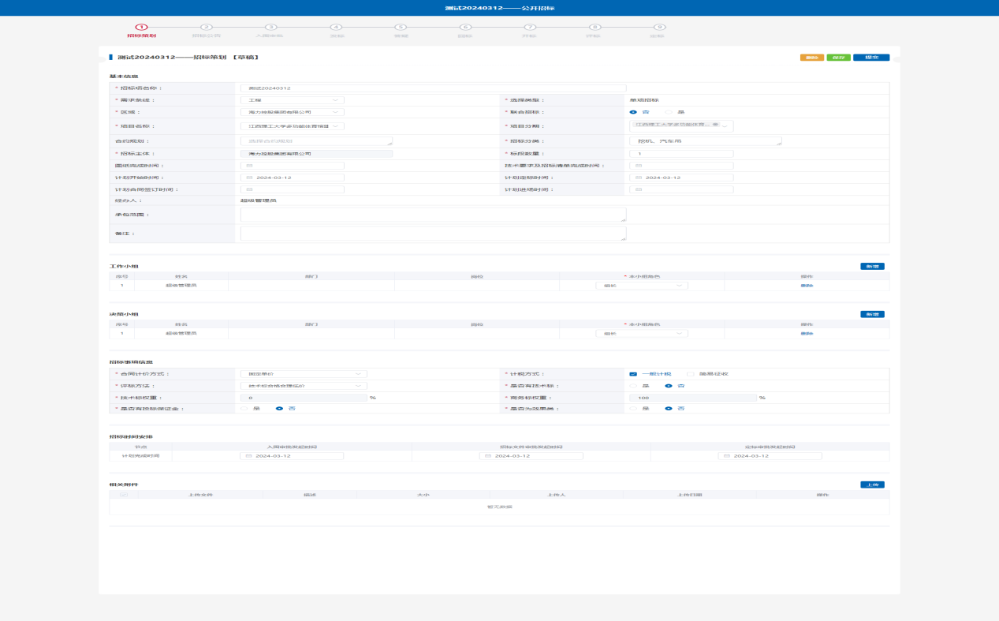 测试20240312——公开招标
1 2 3 4 5 6 7 8 9
招标策划 招标公告 入围审批 发标 答疑 回标 开标 评标 定标
测试20240312——招标策划 【草稿】 删除 保存 提交
基本信息
* 招标项名称： 测试20240312
* 需求条线： 工程 * 选择类型： 单项招标
* 区域： 海力控股集团有限公司 * 联合招标： 否 是
* 项目名称： 江西理工大学多功能体育馆建 * 项目分期： 江西理工大学多功能体育...
合约规划： 选择合约规划 * 招标分类： 挖机、汽车吊
* 招标主体： 海力控股集团有限公司 * 标段数量： 1
图纸完成时间： 技术要求及招标清单完成时间：
计划开始时间： 2024-03-12 计划定标时间： 2024-03-12
计划合同签订时间： 计划进场时间：
经办人： 超级管理员
承包范围：
备注：
工作小组 新增
序号 姓名 部门 岗位 * 本小组角色 操作
1 超级管理员 组长 删除
决策小组 新增
序号 姓名 部门 岗位 * 本小组角色 操作
1 超级管理员 组长 删除
招标事项信息
* 合同计价方式： 固定单价 * 计税方式： 一般计税 简易征收
* 评标方法： 技术标合格合理低价 * 是否有技术标： 是 否
* 技术标权重： 0 % * 商务标权重： 100 %
* 是否有投标保证金： 是 否 * 是否为效果类： 是 否
招标时间安排
节点 入围审批发起时间 招标文件审批发起时间 定标审批发起时间
计划完成时间 2024-03-12 2024-03-12 2024-03-12
相关附件 上传
上传文件 描述 大小 上传人 上传日期 操作
暂无数据